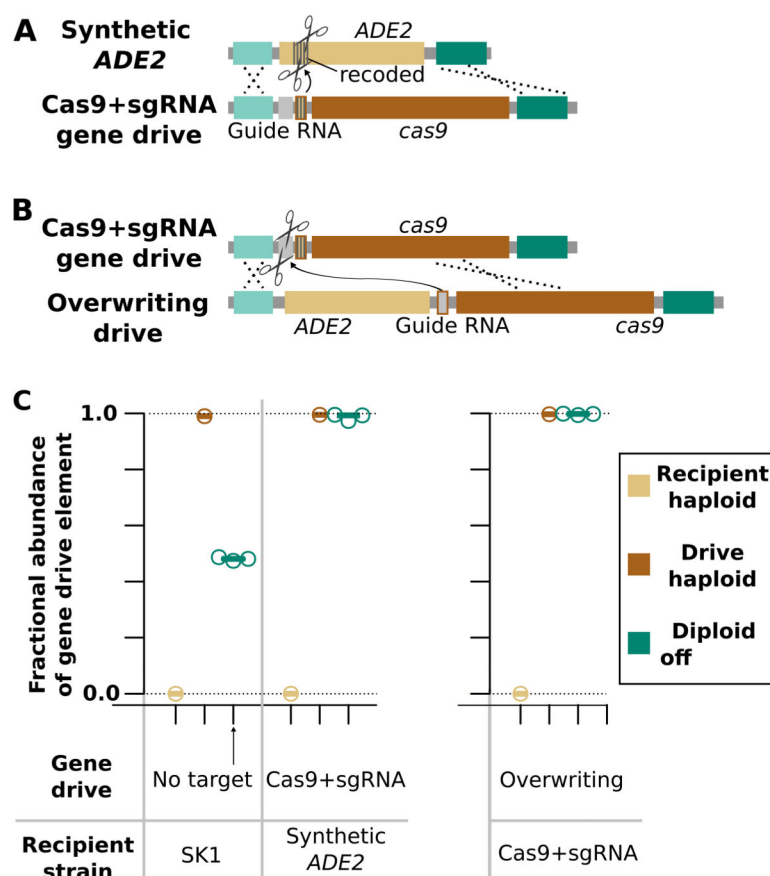 A
Synthetic
ADE2
ADE2
recoded
Cas9+sgRNA
gene drive
Guide RNA
cas9
B
Cas9+sgRNA
gene drive
cas9
Overwriting
drive
ADE2
Guide RNA
cas9
C
Fractional abundance
of gene drive element
1.0
0.0
Recipient
haploid
Drive
haploid
Diploid
off
Gene
drive
No target
Cas9+sgRNA
Overwriting
Recipient
strain
SK1
Synthetic
ADE2
Cas9+sgRNA